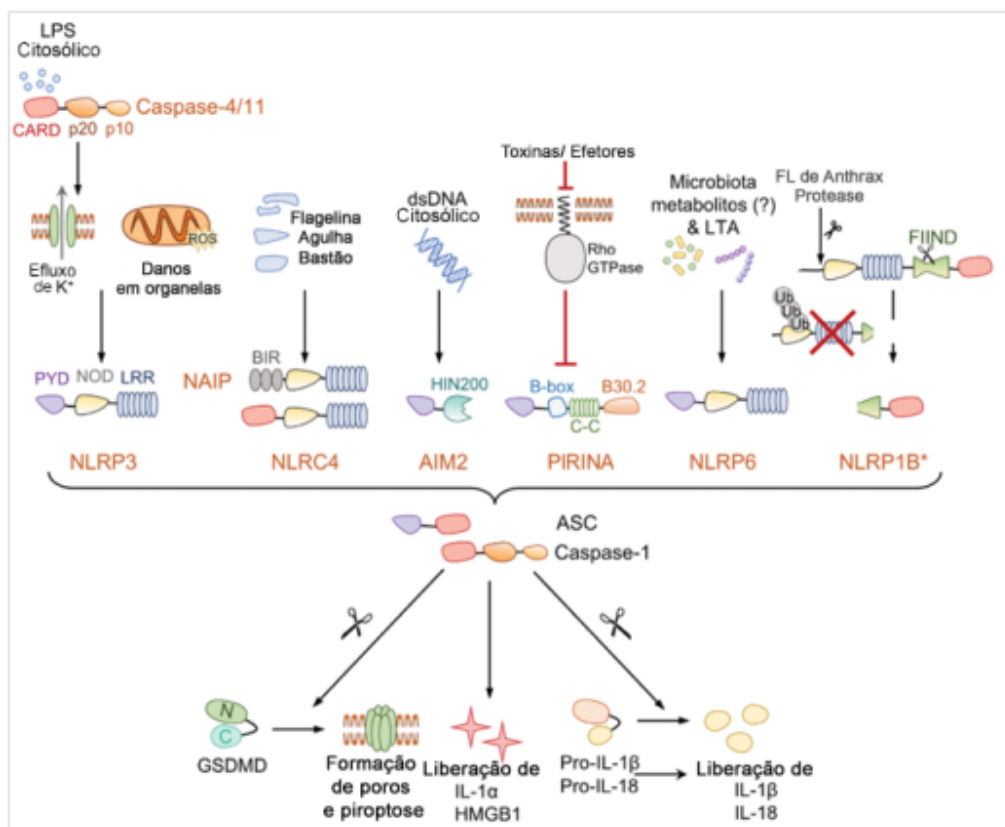 LPS
Citosólico
Caspase-4/11
CARD p20 p10
Efluxo
de K⁺
ROS
Danos
em organelas
Flagelina
Agulha
Bastão
dsDNA
Citosólico
Toxinas/ Efetores
Rho
GTPase
Microbiota
metabolitos (?)
& LTA
FL de Anthrax
Protease
FIIND
Ub
Ub
Ub
PYD NOD LRR
NAIP
BIR
HIN200
B-box
B30.2
C-C
NLRP3
NLRC4
AIM2
PIRINA
NLRP6
NLRP1B*
ASC
Caspase-1
N
C
GSDMD
Formação
de poros
e piroptose
Liberação de
IL-1α
HMGB1
Pro-IL-1β
Pro-IL-18
Liberação de
IL-1β
IL-18